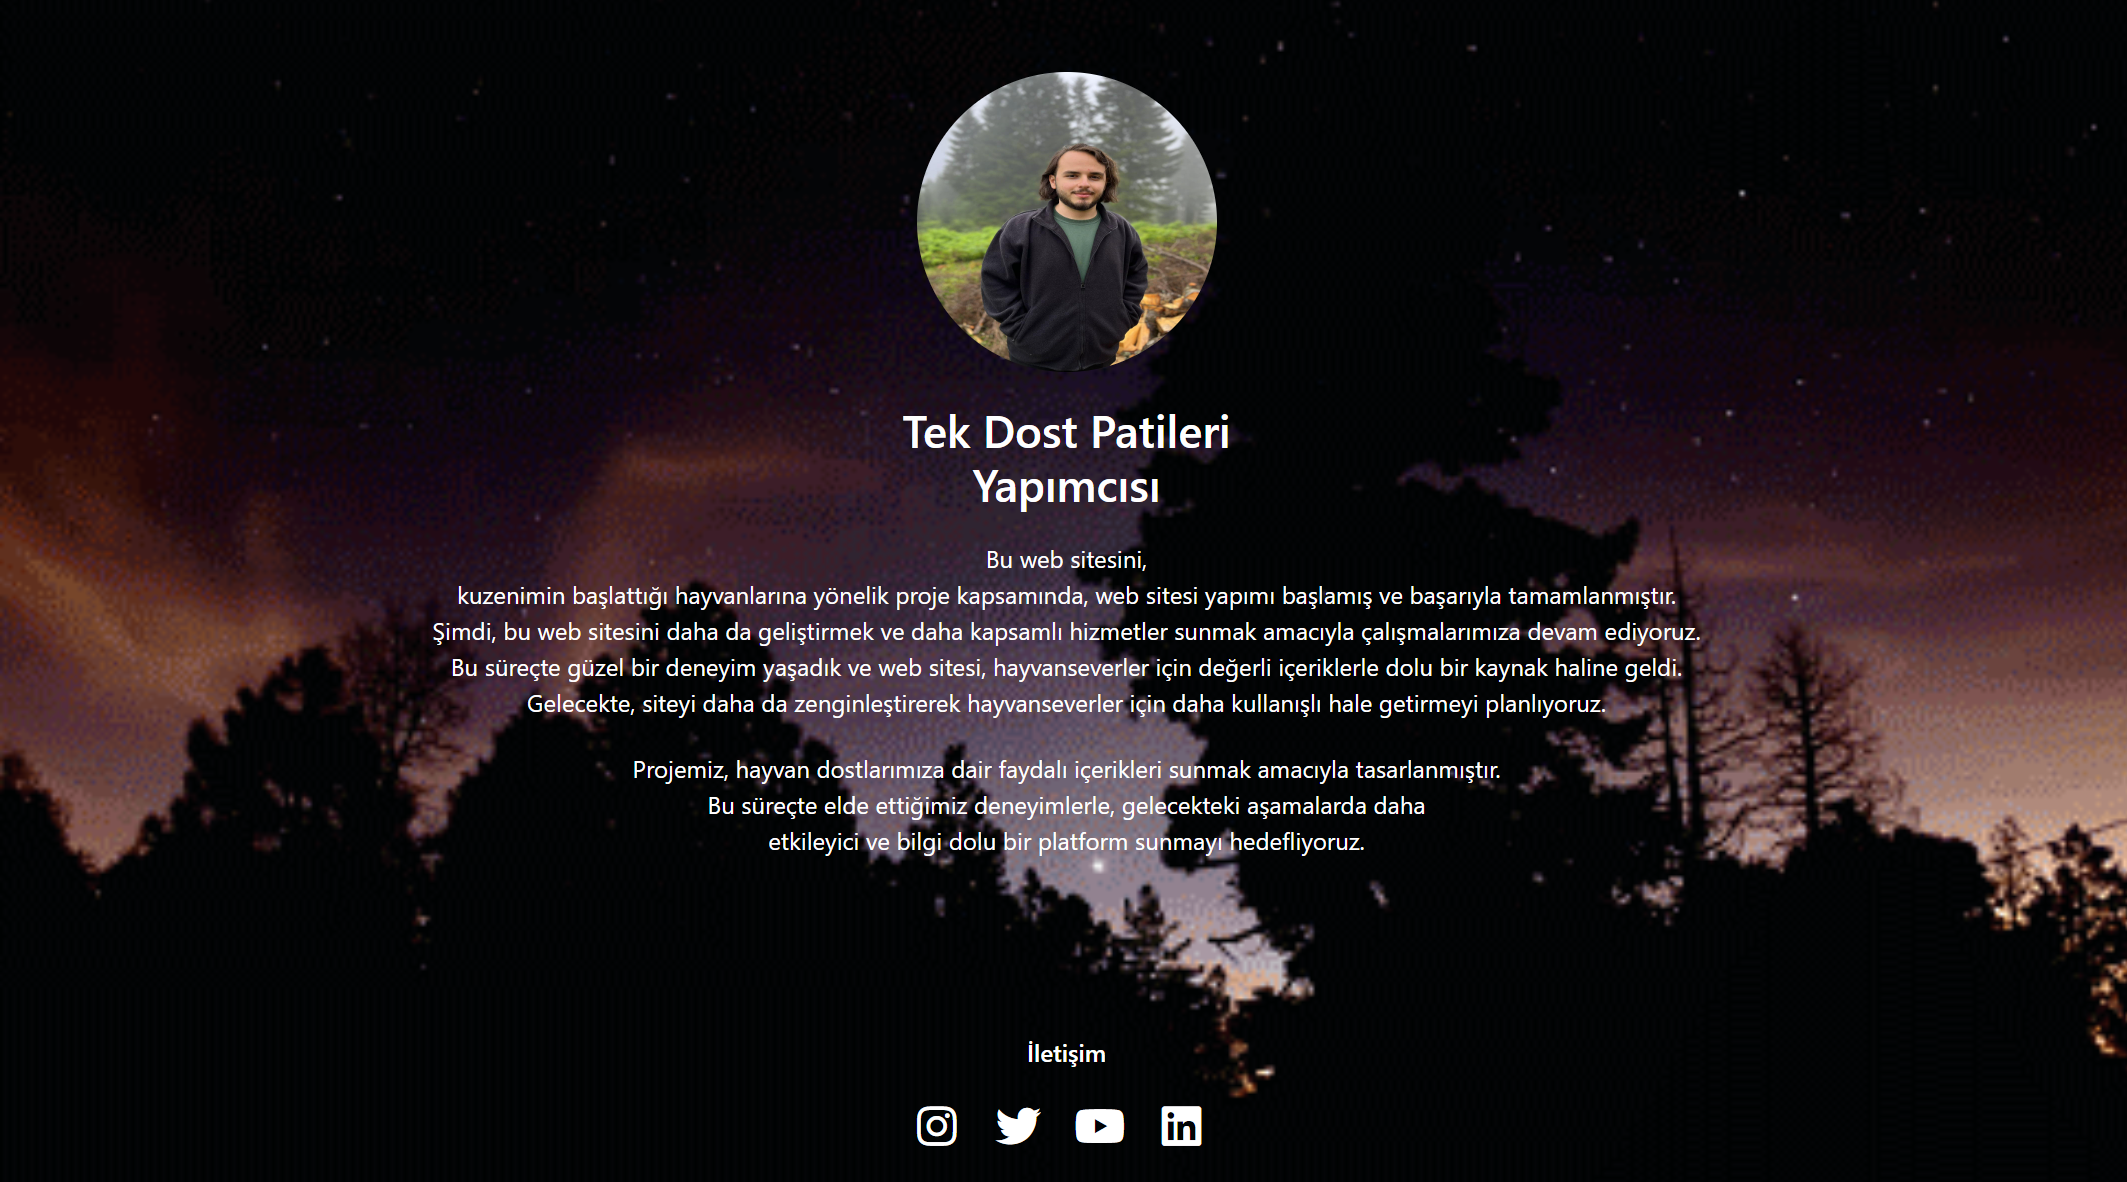 Tek Dost Patileri
Yapımcısı
Bu web sitesini,
kuzenimin başlattığı hayvanlarına yönelik proje kapsamında, web sitesi yapımı başlamış ve başarıyla tamamlanmıştır.
Şimdi, bu web sitesini daha da geliştirmek ve daha kapsamlı hizmetler sunmak amacıyla çalışmalarımıza devam ediyoruz.
Bu süreçte güzel bir deneyim yaşadık ve web sitesi, hayvanseverler için değerli içeriklerle dolu bir kaynak haline geldi.
Gelecekte, siteyi daha da zenginleştirerek hayvanseverler için daha kullanışlı hale getirmeyi planlıyoruz.
Projemiz, hayvan dostlarımıza dair faydalı içerikleri sunmak amacıyla tasarlanmıştır.
Bu süreçte elde ettiğimiz deneyimlerle, gelecekteki aşamalarda daha
etkileyici ve bilgi dolu bir platform sunmayı hedefliyoruz.
İletişim